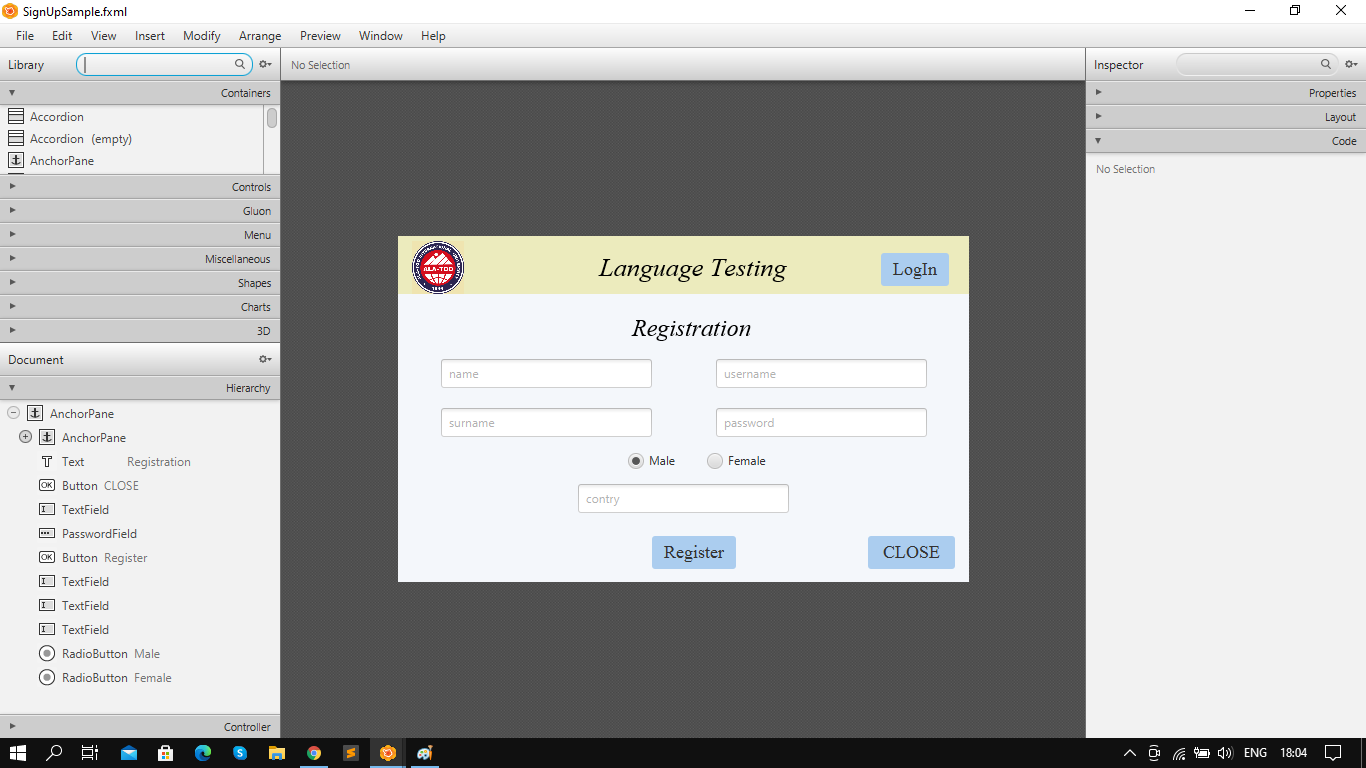 SignUpSample.fxml
File Edit View Insert Modify Arrange Preview Window Help
Library
No Selection
Inspector
Containers
Accordion
Accordion (empty)
AnchorPane
Controls
Gluon
Menu
Miscellaneous
Shapes
Charts
3D
Document
Hierarchy
AnchorPane
AnchorPane
Text Registration
Button CLOSE
TextField
PasswordField
Button Register
TextField
TextField
TextField
RadioButton Male
RadioButton Female
Controller
ALA-TOO
Language Testing
LogIn
Registration
name
username
surname
password
Male
Female
contry
Register
CLOSE
Properties
Layout
Code
No Selection
ENG
18:04